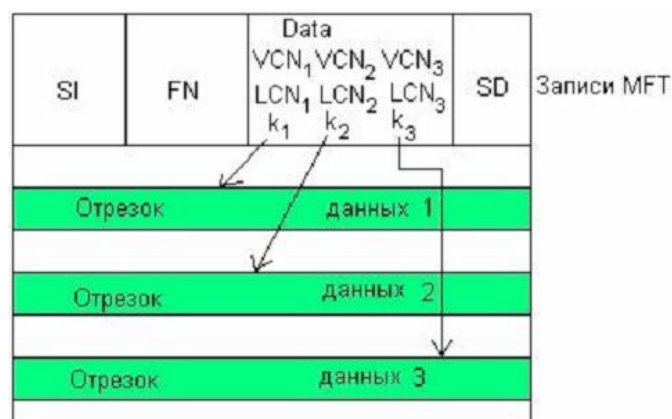 Data
VCN₁ VCN₂ VCN₃
SI FN LCN₁ LCN₂ LCN₃ SD Записи MFT
k₁ k₂ k₃
Отрезок данных 1
Отрезок данных 2
Отрезок данных 3